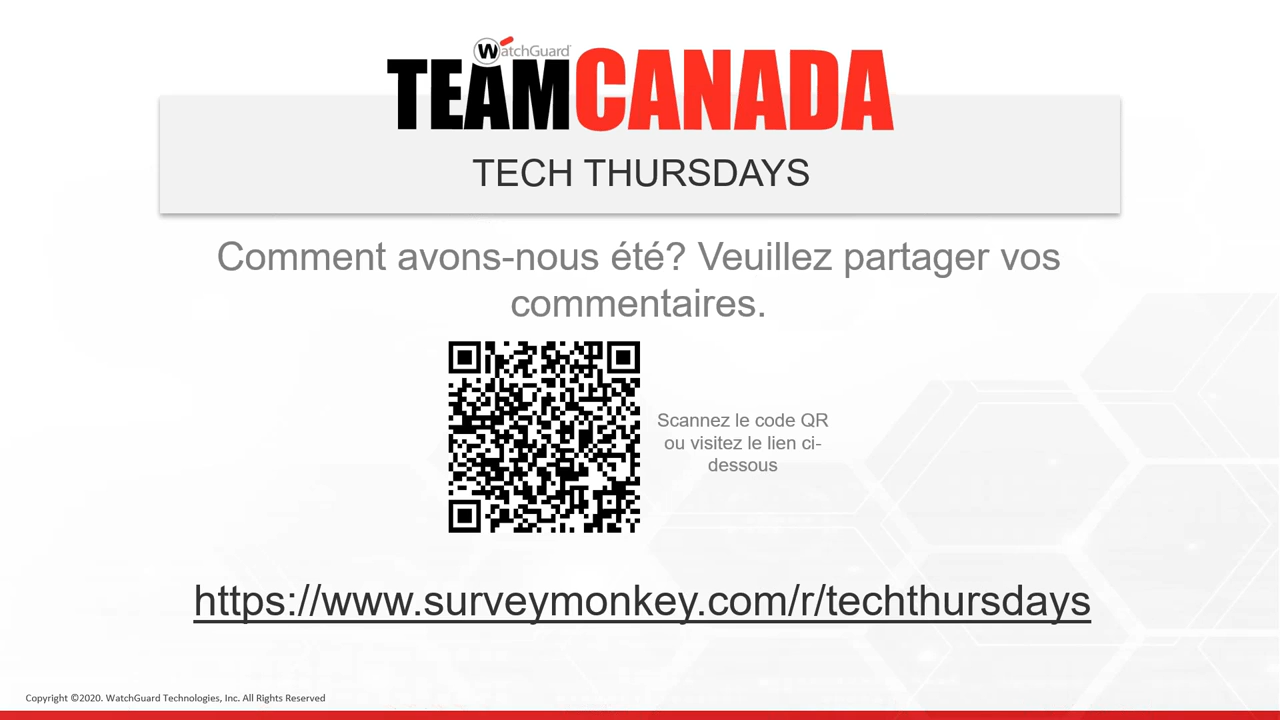 WatchGuard
TEAMCANADA
TECH THURSDAYS
Comment avons-nous été? Veuillez partager vos
commentaires.
Scannez le code QR
ou visitez le lien ci-
dessous
https://www.surveymonkey.com/r/techthursdays
Copyright ©2020. WatchGuard Technologies, Inc. All Rights Reserved